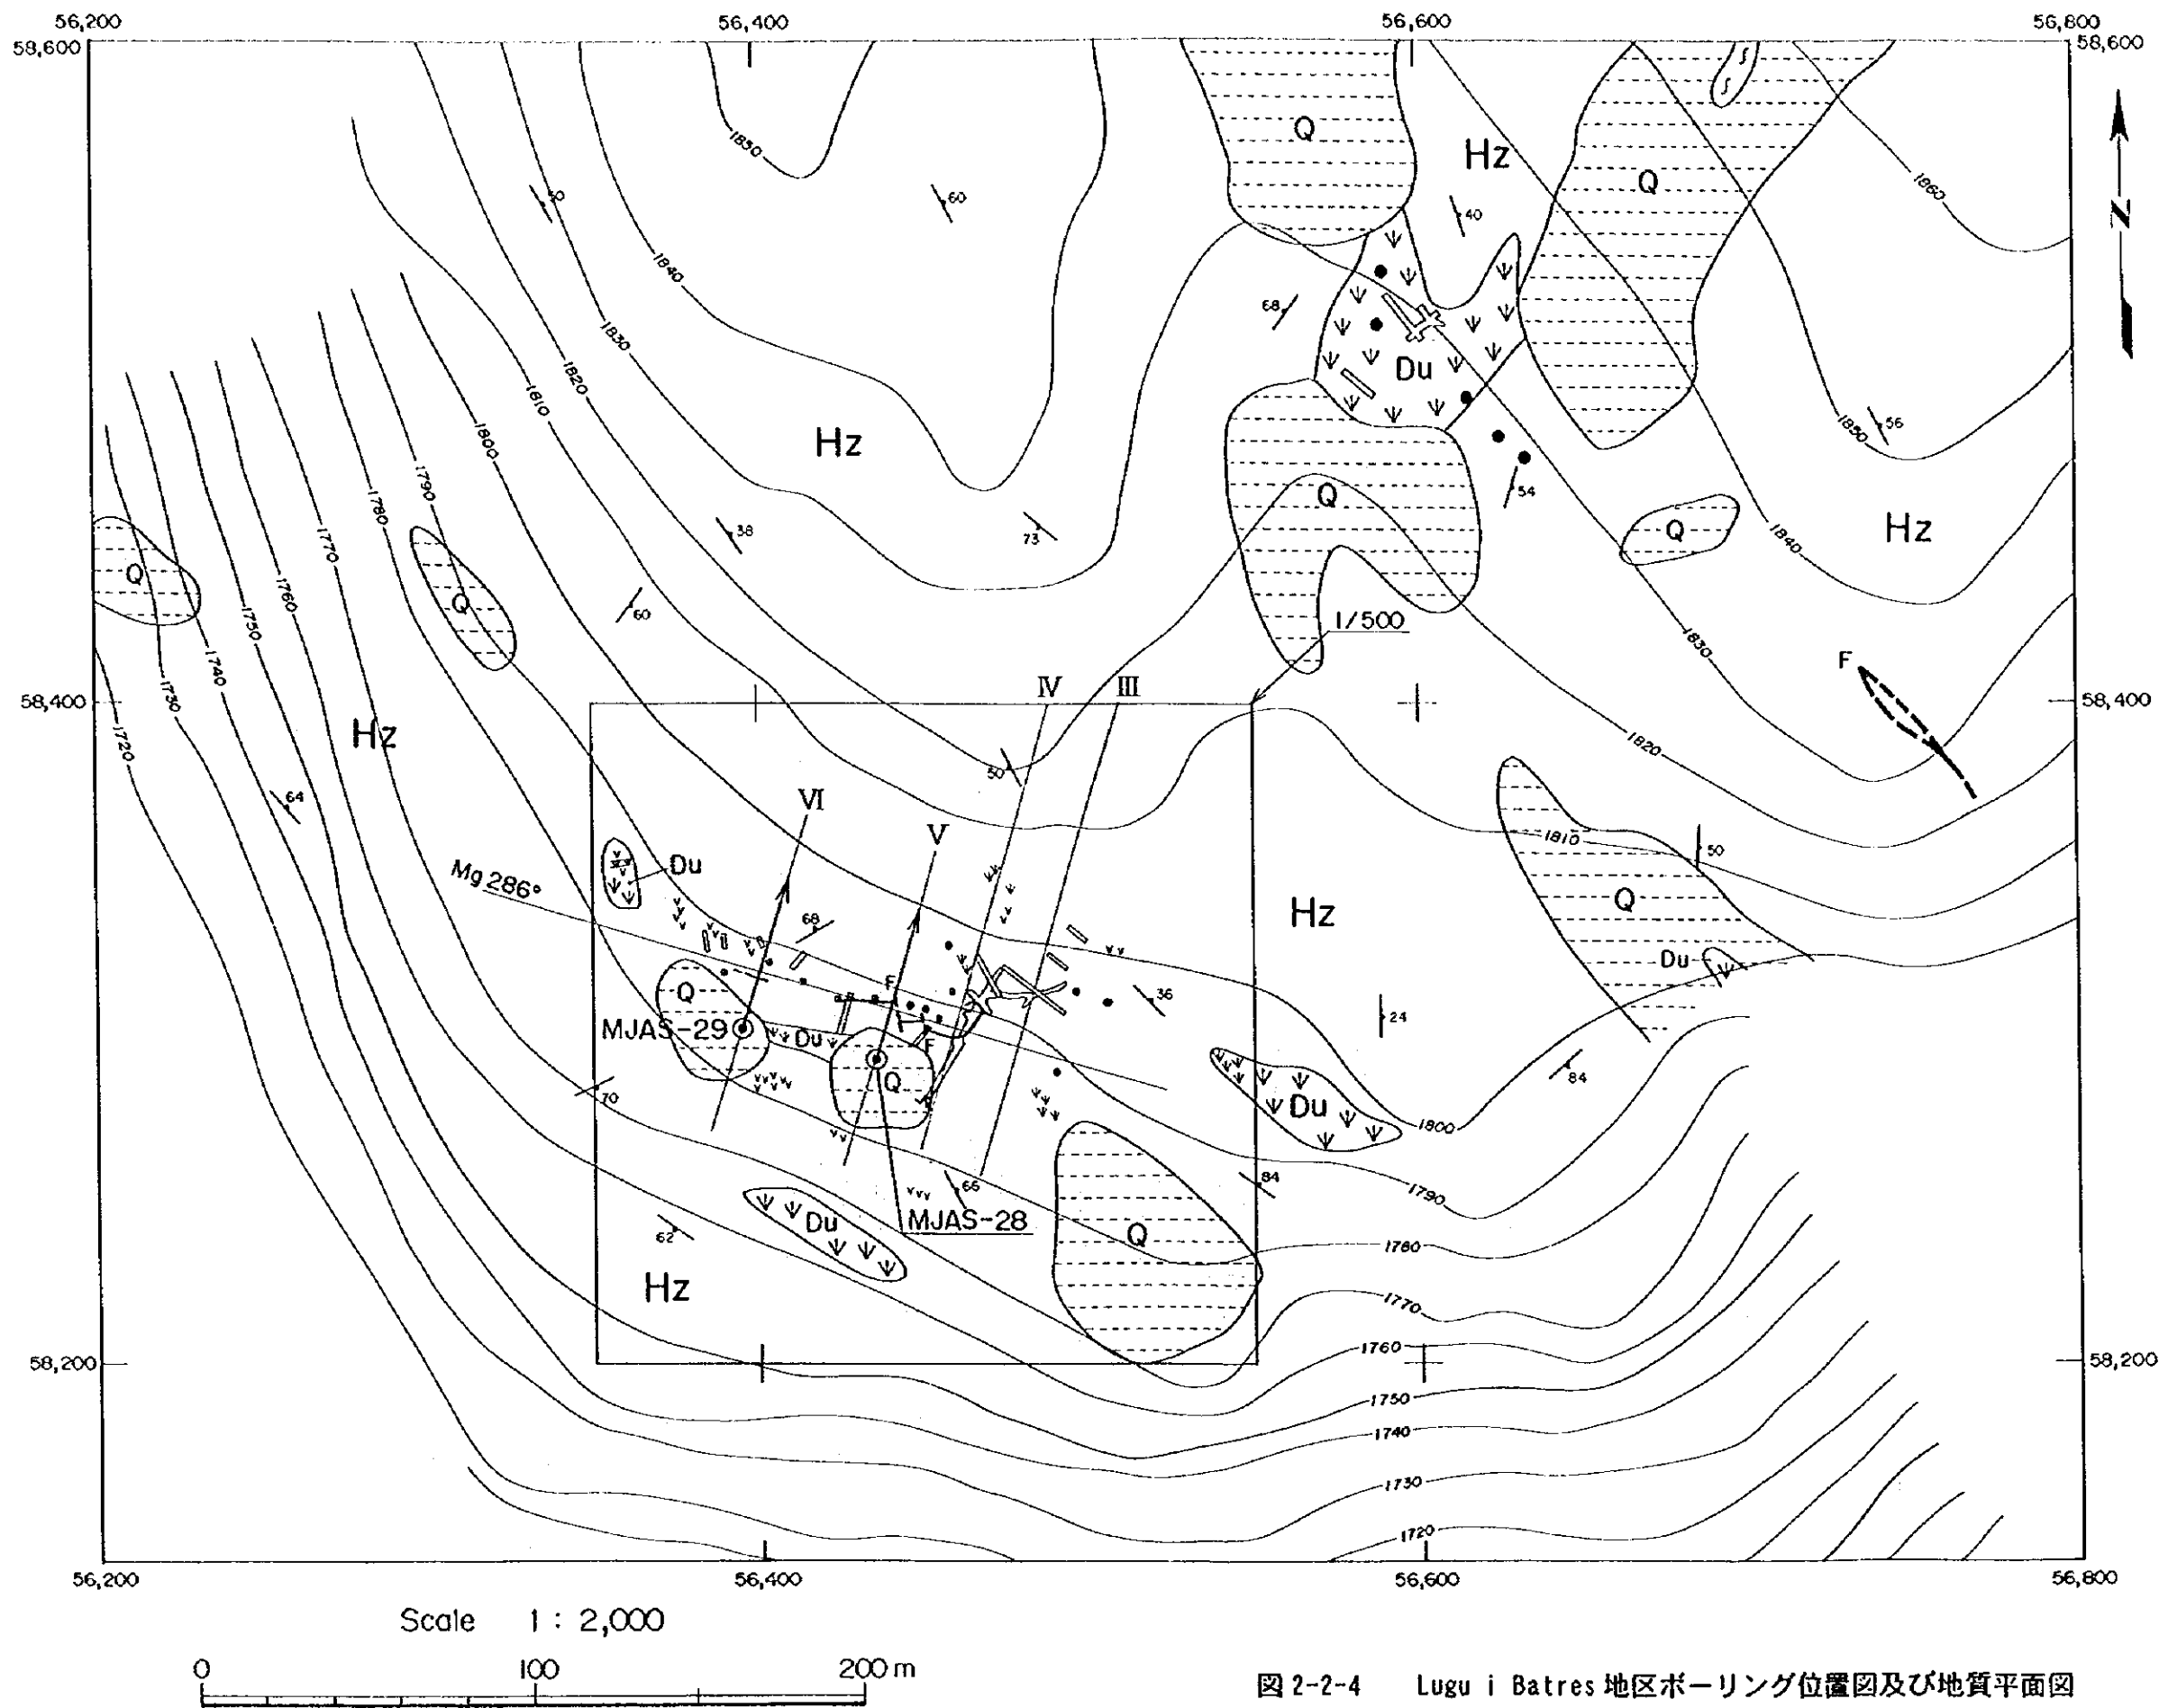 56,200
56,400
56,600
56,800
58,600
58,600
1850
Q
Hz
Q
S
S
1860
N
50
60
40
1840
68
1830
1820
Du
1810
1800
Hz
1850
56
1790
1780
Q
54
38
73
Q
Hz
1840
1770
Q
1760
Q
60
1/500
1750
1830
1740
F
1730
58,400
IV
III
58,400
Hz
1720
1820
50
64
VI
V
1810
50
Du
Mg 286°
68
Hz
Q
Du
F
Q
36
24
MJAS-29
Du
F
Q
84
70
Du
1800
66
84
1790
Du
MJAS-28
62
Q
1780
Hz
1770
1760
58,200
58,200
1750
1740
1730
1720
56,200
56,400
56,600
56,800
Scale 1 : 2,000
0 100 200 m
図 2-2-4 Lugu i Batres 地区ボーリング位置図及び地質平面図